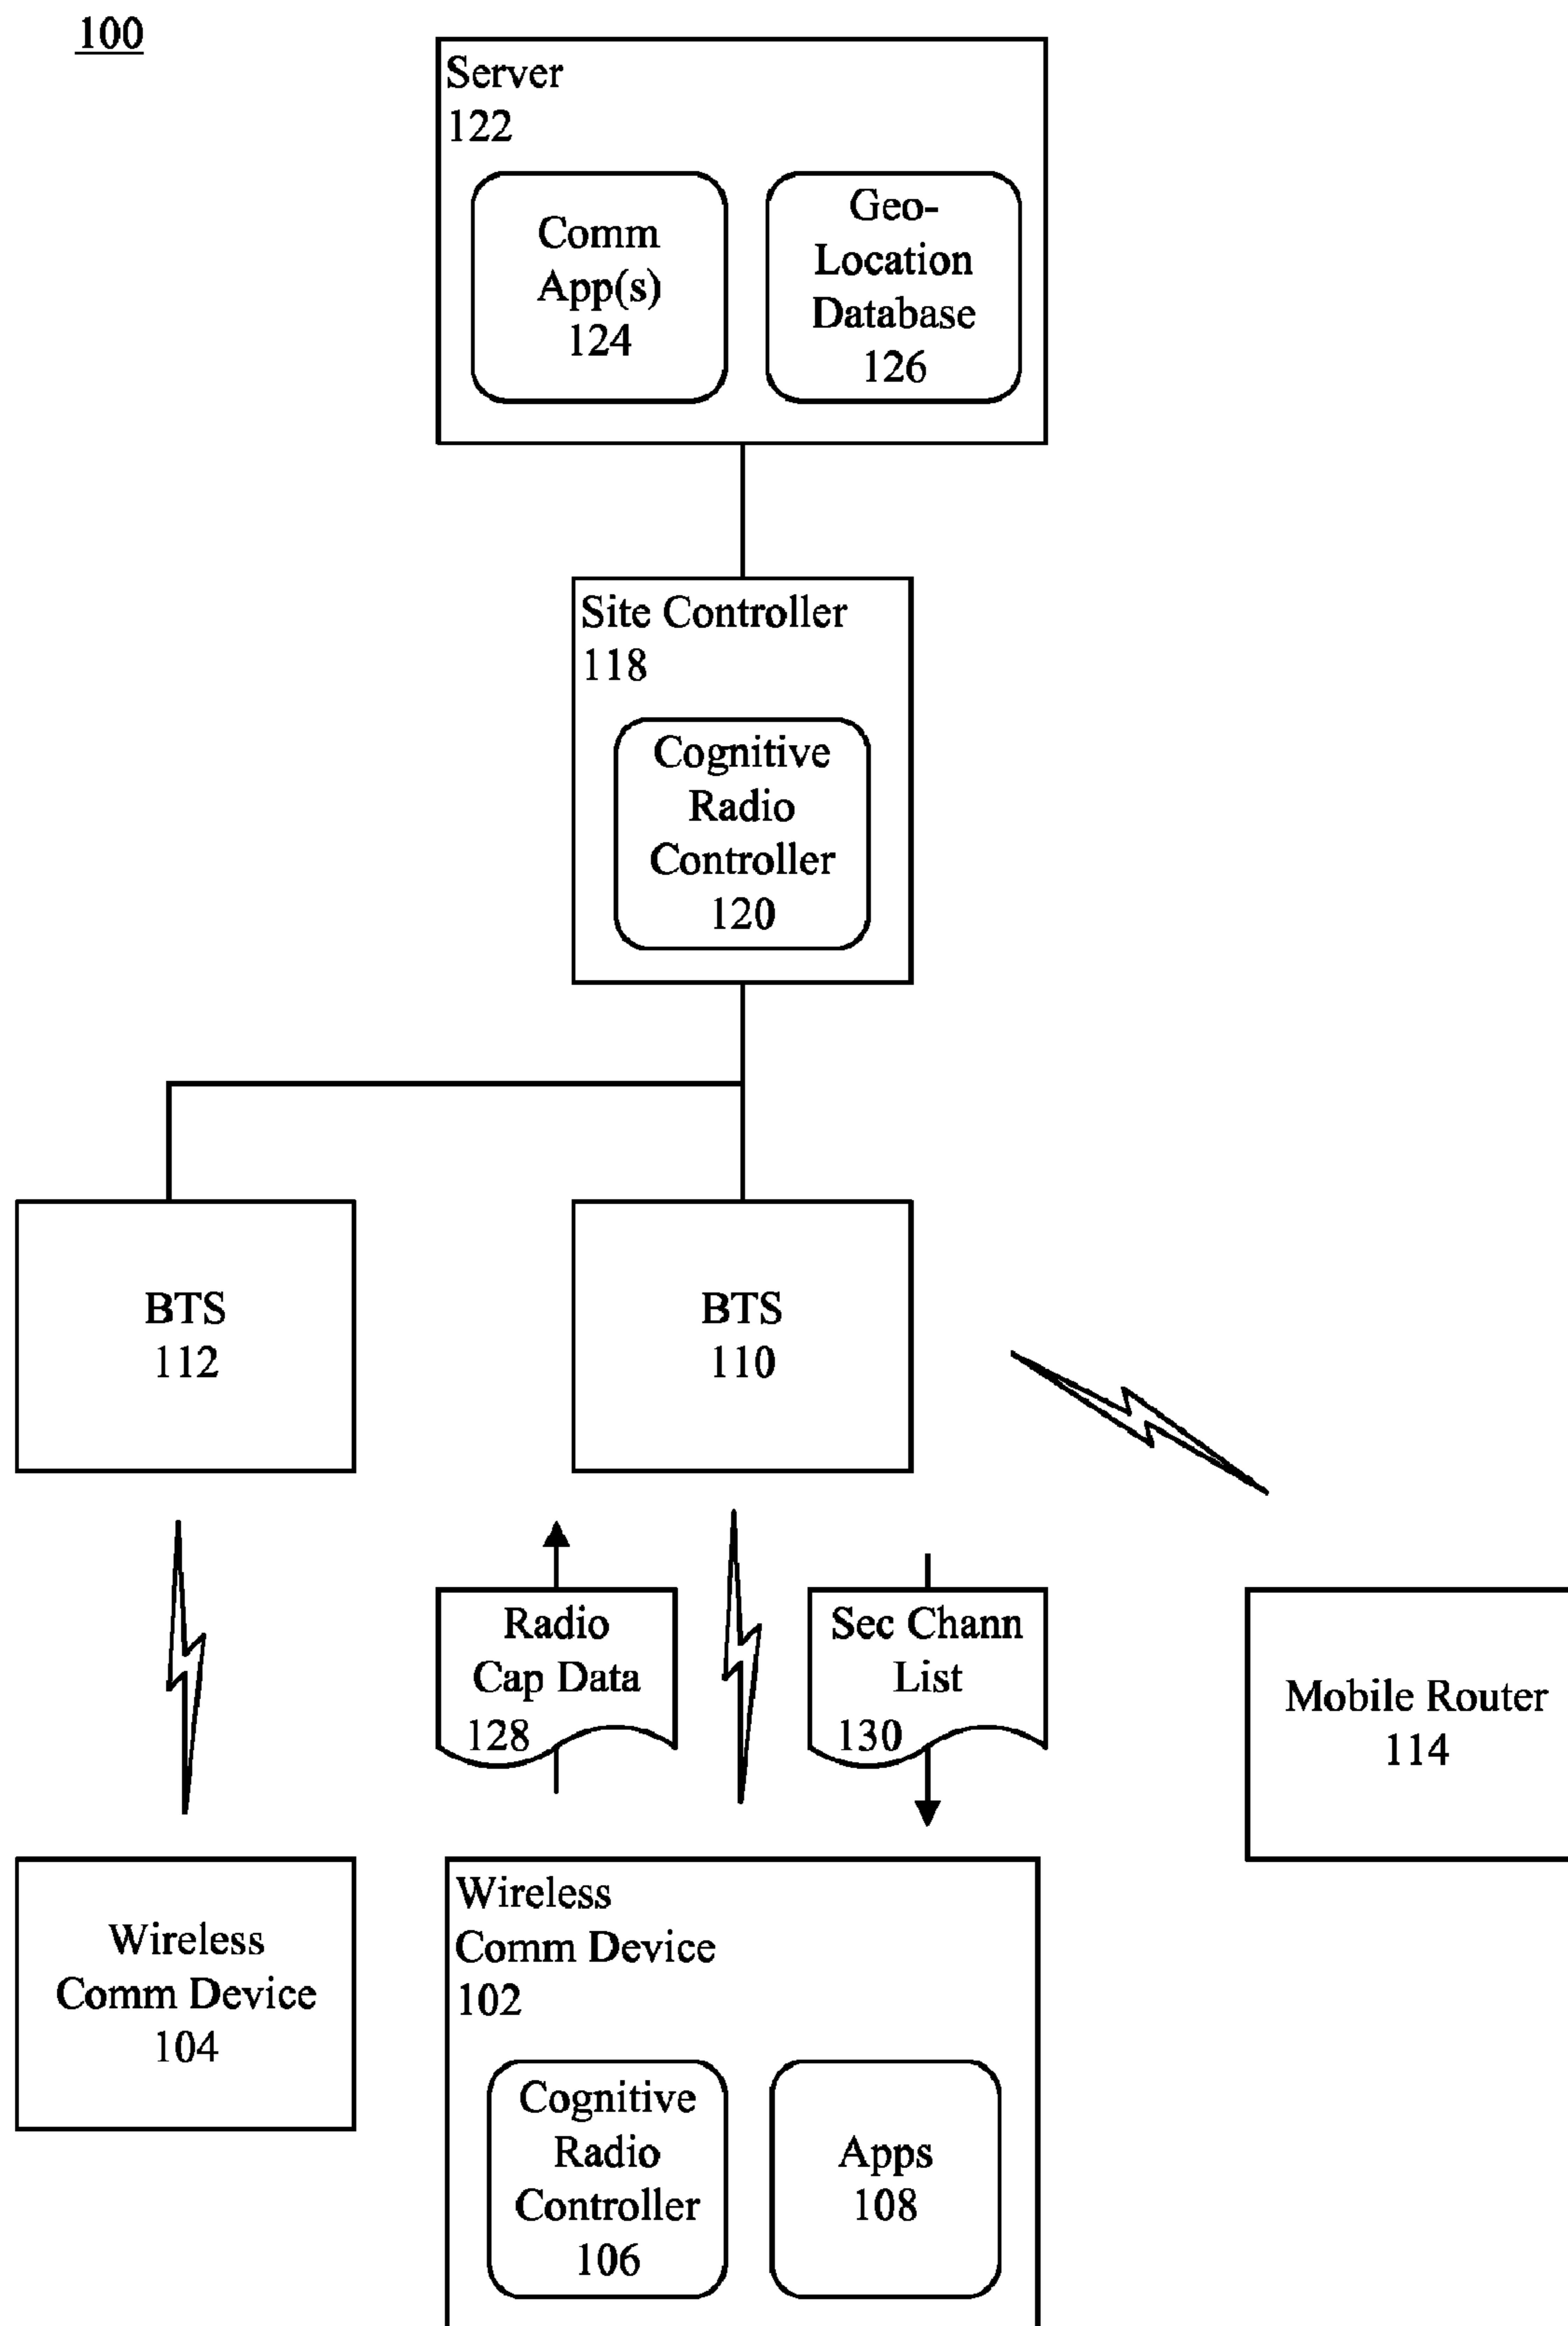 100
Server
122
Comm
App(s)
124
Geo-
Location
Database
126
Site Controller
118
Cognitive
Radio
Controller
120
BTS
112
BTS
110
Radio
Cap Data
128
Sec Chann
List
130
Mobile Router
114
Wireless
Comm Device
104
Wireless
Comm Device
102
Cognitive
Radio
Controller
106
Apps
108